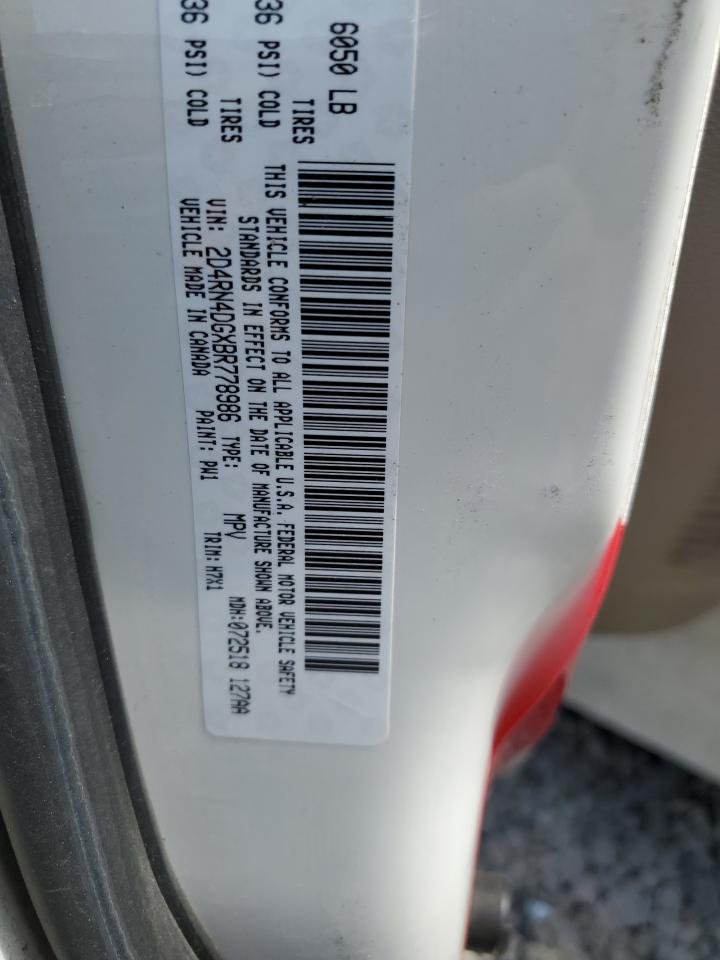 6050 LB
TIRES
36 PSI) COLD
TIRES
36 PSI) COLD
THIS VEHICLE CONFORMS TO ALL APPLICABLE U.S.A. FEDERAL MOTOR VEHICLE SAFETY
STANDARDS IN EFFECT ON THE DATE OF MANUFACTURE SHOWN ABOVE.
VIN: 2D4RN4DGXBR778986 TYPE: MPV MDH:072518 127AA
VEHICLE MADE IN CANADA PAINT: PW1 TRIM: H7X1